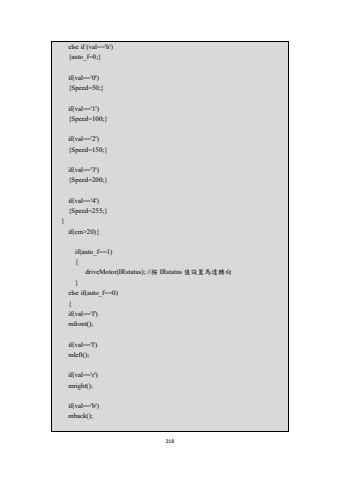 else if (val=='h')
{auto_f=0;}
if(val=='0')
{Speed=50;}
if(val=='1')
{Speed=100;}
if(val=='2')
{Speed=150;}
if(val=='3')
{Speed=200;}
if(val=='4')
{Speed=255;}
}
if(cm>20){
if(auto_f==1)
{
driveMotor(IRstatus); //按 IRstatus 值設置馬達轉向
}
else if(auto_f==0)
{
if(val=='f')
mfront();
if(val=='l')
mleft();
if(val=='r')
mright();
if(val=='b')
mback();
218